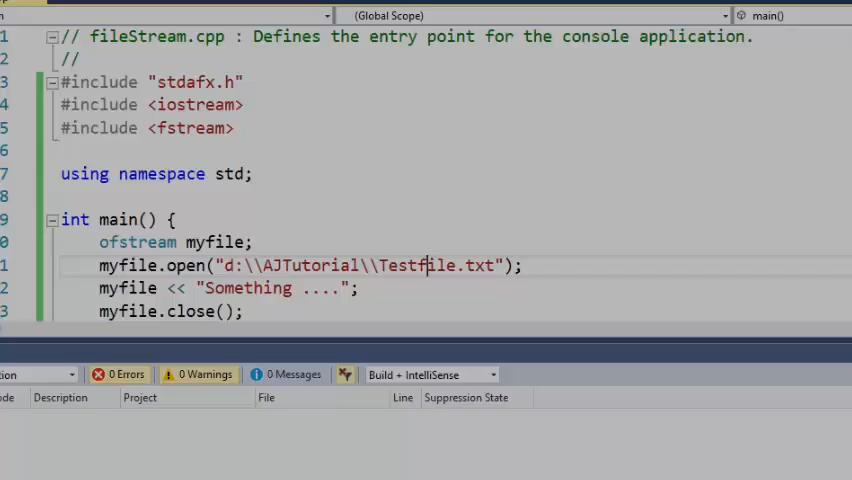 (Global Scope) main()
1 // fileStream.cpp : Defines the entry point for the console application.
2 //
3 #include "stdafx.h"
4 #include <iostream>
5 #include <fstream>
6
7 using namespace std;
8
9 int main() {
0 ofstream myfile;
1 myfile.open("d:\\AJTutorial\\Testfile.txt");
2 myfile << "Something ....";
3 myfile.close();
tion 0 Errors 0 Warnings 0 Messages Build + IntelliSense
ode Description Project File Line Suppression State